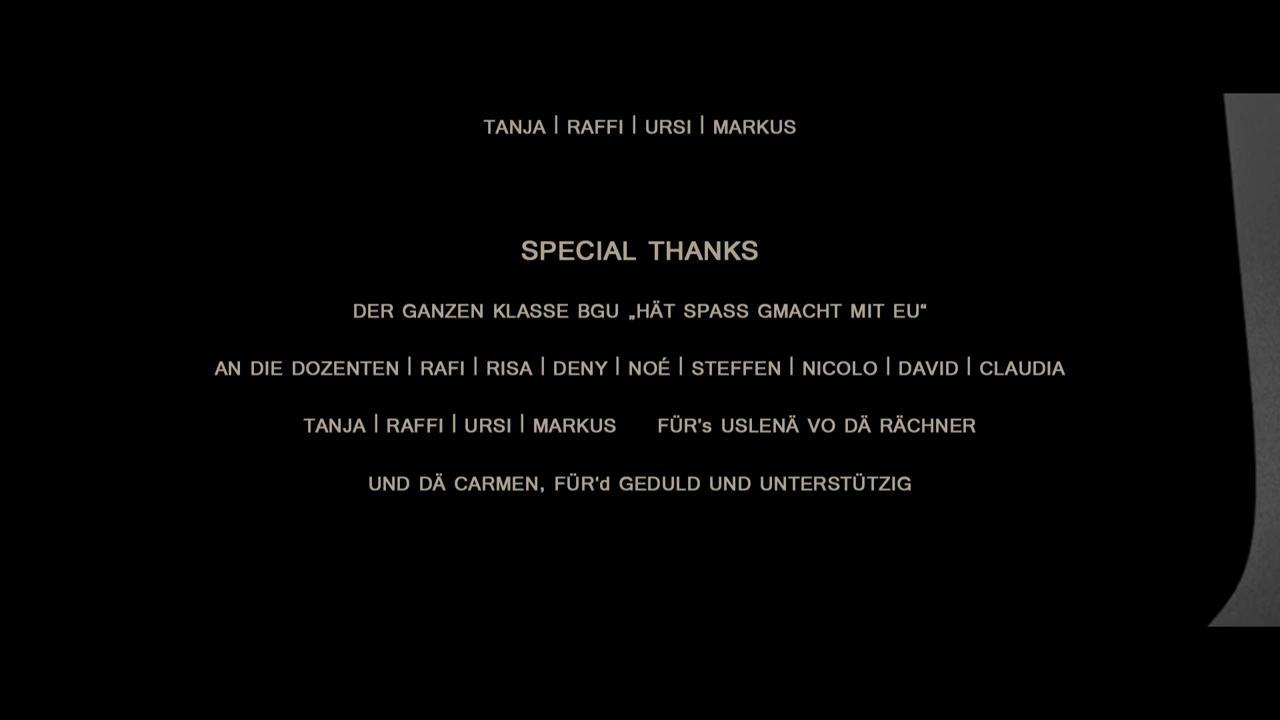 TANJA | RAFFI | URSI | MARKUS
SPECIAL THANKS
DER GANZEN KLASSE BGU „HÄT SPASS GMACHT MIT EU“
AN DIE DOZENTEN | RAFI | RISA | DENY | NOÉ | STEFFEN | NICOLO | DAVID | CLAUDIA
TANJA | RAFFI | URSI | MARKUS FÜR's USLENÄ VO DÄ RÄCHNER
UND DÄ CARMEN, FÜR'd GEDULD UND UNTERSTÜTZIG